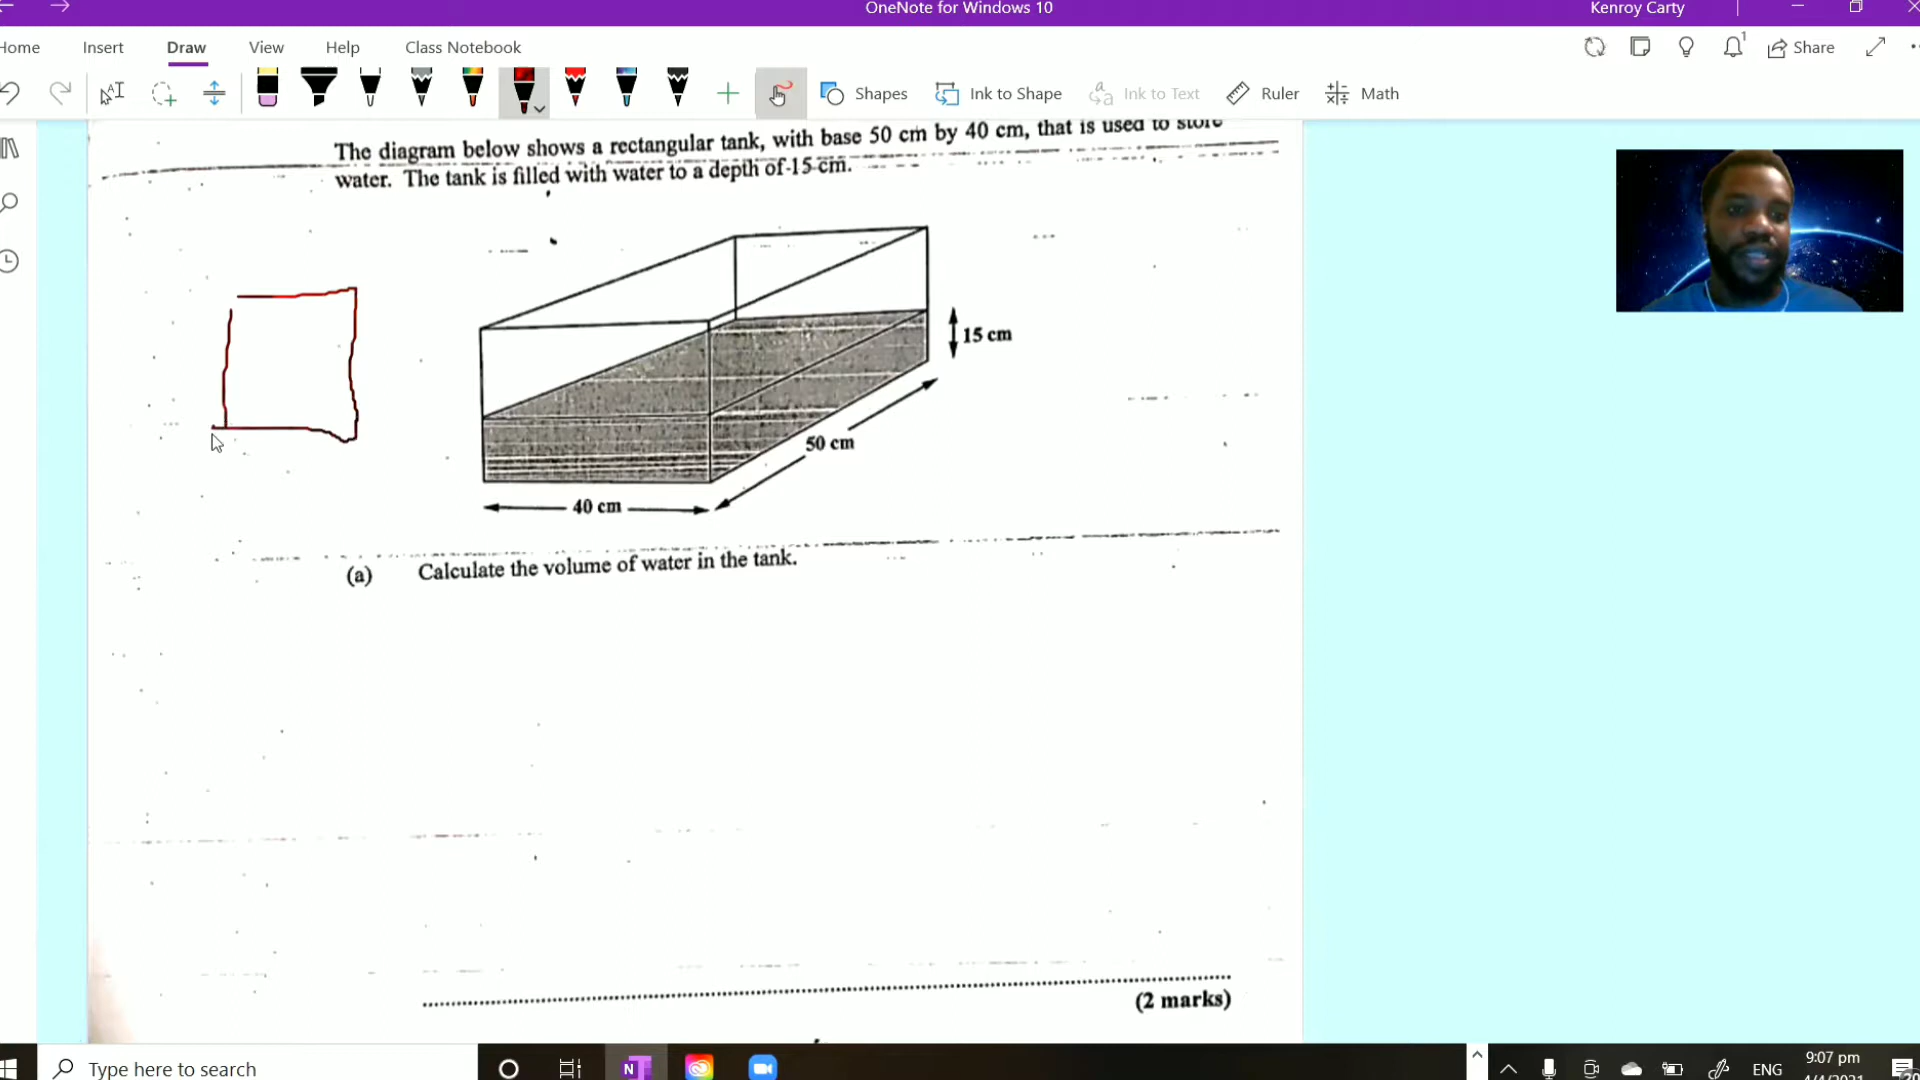 OneNote for Windows 10
Kenroy Carty
Home Insert Draw View Help Class Notebook
Share
Shapes Ink to Shape Ink to Text Ruler Math
The diagram below shows a rectangular tank, with base 50 cm by 40 cm, that is used to store
water. The tank is filled with water to a depth of 15 cm.
15 cm
50 cm
40 cm
(a) Calculate the volume of water in the tank.
(2 marks)
Type here to search
ENG
9:07 pm